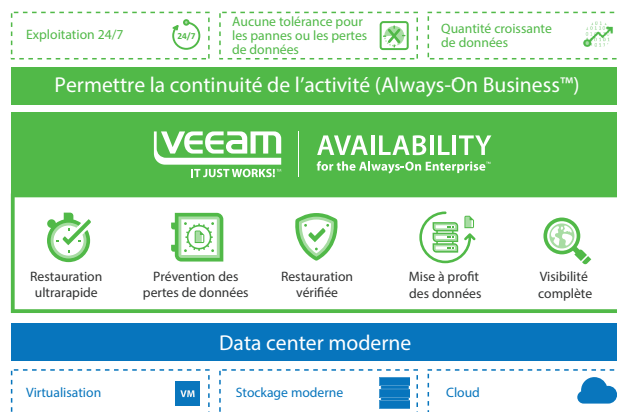 Exploitation 24/7
24/7
Aucune tolérance pour
les pannes ou les pertes
de données
Quantité croissante
de données
Permettre la continuité de l'activité (Always-On Business™)
veeam
IT JUST WORKS!™
AVAILABILITY
for the Always-On Enterprise™
Restauration
ultrarapide
Prévention des
pertes de données
Restauration
vérifiée
Mise à profit
des données
Visibilité
complète
Data center moderne
Virtualisation
VM
Stockage moderne
Cloud